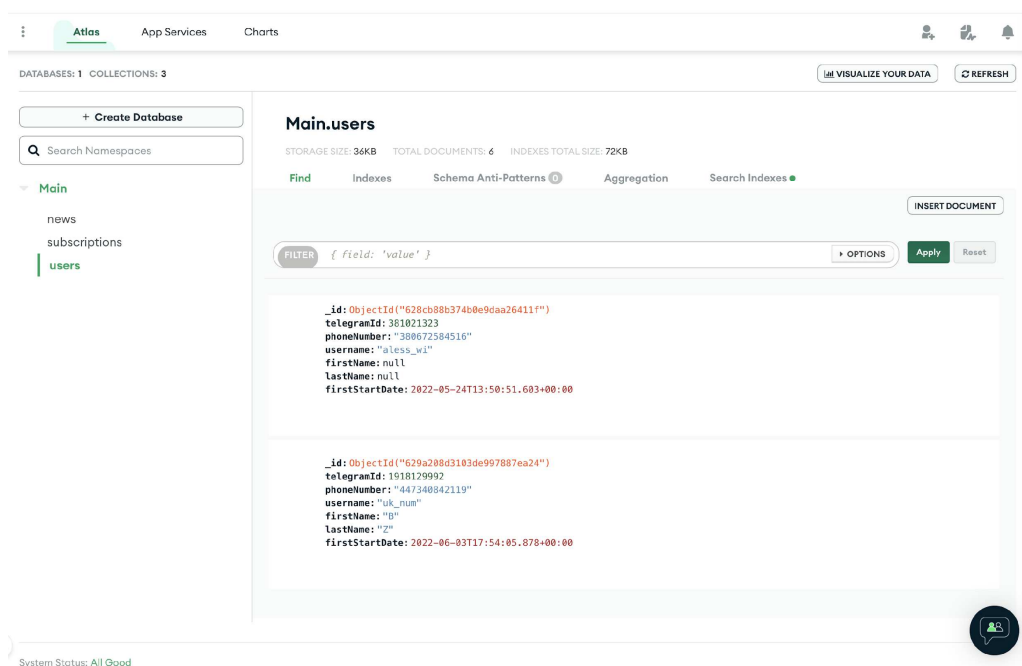 Atlas App Services Charts
DATABASES: 1 COLLECTIONS: 3
VISUALIZE YOUR DATA
REFRESH
+ Create Database
Search Namespaces
Main
news
subscriptions
users
Main.users
STORAGE SIZE: 36KB TOTAL DOCUMENTS: 6 INDEXES TOTAL SIZE: 72KB
Find Indexes Schema Anti-Patterns 0 Aggregation Search Indexes
INSERT DOCUMENT
FILTER { field: 'value' } OPTIONS Apply Reset
_id: ObjectId("628cb88b374b0e9daa26411f")
telegramId: 381021323
phoneNumber: "380672584516"
username: "aless_wi"
firstName: null
lastName: null
firstStartDate: 2022-05-24T13:50:51.603+00:00
_id: ObjectId("629a208d3103de997887ea24")
telegramId: 1918129992
phoneNumber: "447340842119"
username: "uk_num"
firstName: "B"
lastName: "Z"
firstStartDate: 2022-06-03T17:54:05.878+00:00
System Status: All Good